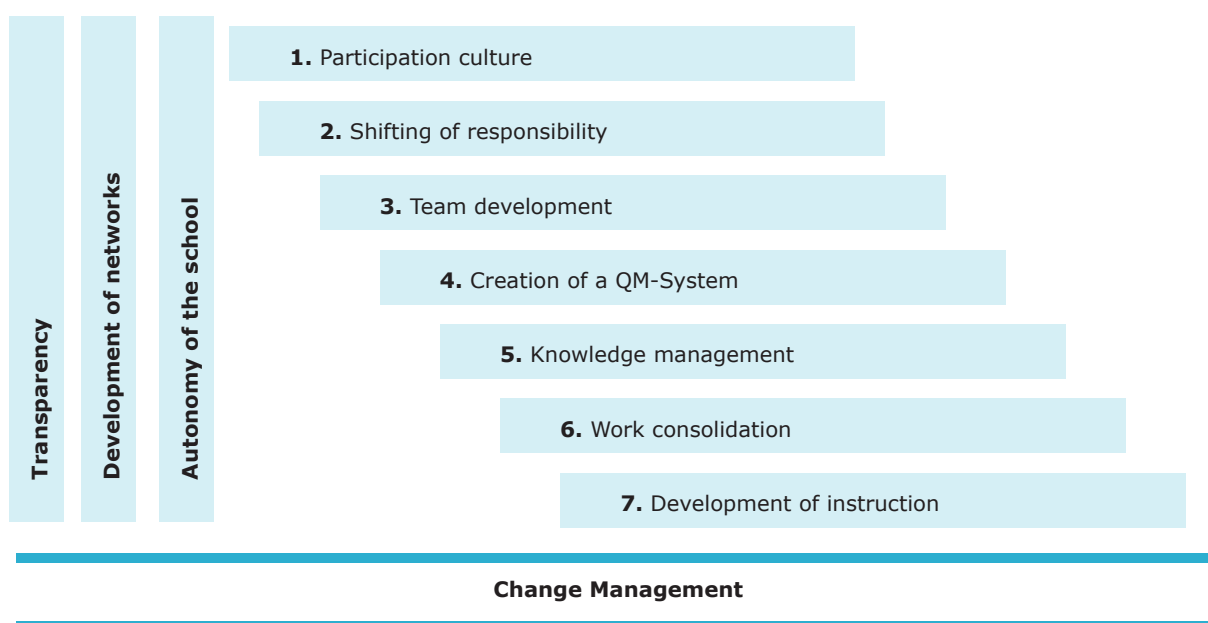 Transparency
Development of networks
Autonomy of the school
1. Participation culture
2. Shifting of responsibility
3. Team development
4. Creation of a QM-System
5. Knowledge management
6. Work consolidation
7. Development of instruction
Change Management